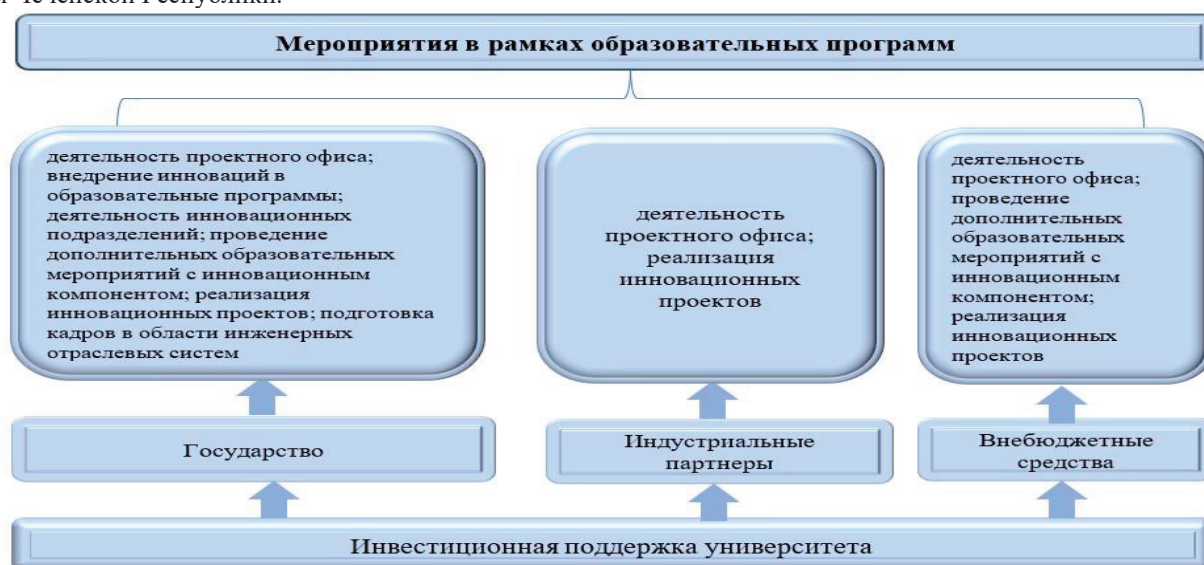 Чеченской Республики.
Мероприятия в рамках образовательных программ
деятельность проектного офиса;
внедрение инноваций в
образовательные программы;
деятельность инновационных
подразделений; проведение
дополнительных образовательных
мероприятий с инновационным
компонентом; реализация
инновационных проектов; подготовка
кадров в области инженерных
отраслевых систем
деятельность
проектного офиса;
реализация
инновационных
проектов
деятельность
проектного офиса;
проведение
дополнительных
образовательных
мероприятий с
инновационным
компонентом;
реализация
инновационных
проектов
Государство
Индустриальные
партнеры
Внебюджетные
средства
Инвестиционная поддержка университета